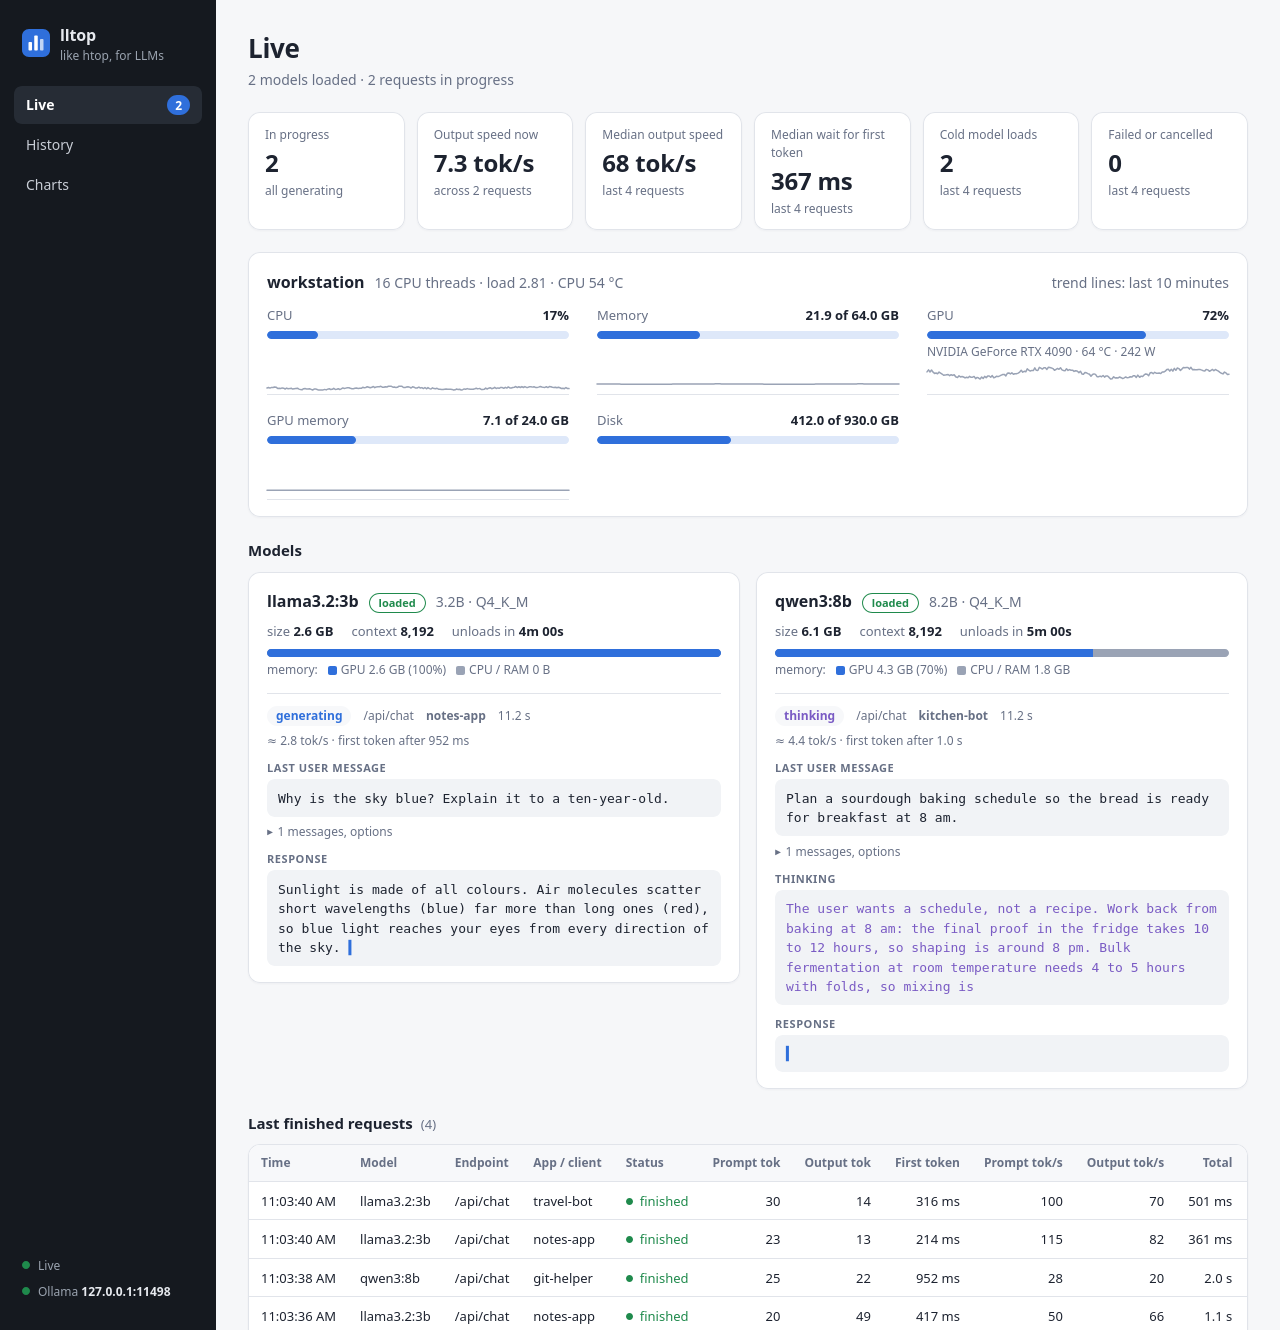 lltop
like htop, for LLMs
Live 2
History
Charts
Live
Ollama 127.0.0.1:11498
Live
2 models loaded · 2 requests in progress
In progress
2
all generating
Output speed now
7.3 tok/s
across 2 requests
Median output speed
68 tok/s
last 4 requests
Median wait for first
token
367 ms
last 4 requests
Cold model loads
2
last 4 requests
Failed or cancelled
0
last 4 requests
workstation 16 CPU threads · load 2.81 · CPU 54 °C trend lines: last 10 minutes
CPU 17%
Memory 21.9 of 64.0 GB
GPU 72%
NVIDIA GeForce RTX 4090 · 64 °C · 242 W
GPU memory 7.1 of 24.0 GB
Disk 412.0 of 930.0 GB
Models
llama3.2:3b loaded 3.2B · Q4_K_M
size 2.6 GB context 8,192 unloads in 4m 00s
memory: GPU 2.6 GB (100%) CPU / RAM 0 B
generating /api/chat notes-app 11.2 s
≈ 2.8 tok/s · first token after 952 ms
LAST USER MESSAGE
Why is the sky blue? Explain it to a ten-year-old.
▸ 1 messages, options
RESPONSE
Sunlight is made of all colours. Air molecules scatter
short wavelengths (blue) far more than long ones (red),
so blue light reaches your eyes from every direction of
the sky.
qwen3:8b loaded 8.2B · Q4_K_M
size 6.1 GB context 8,192 unloads in 5m 00s
memory: GPU 4.3 GB (70%) CPU / RAM 1.8 GB
thinking /api/chat kitchen-bot 11.2 s
≈ 4.4 tok/s · first token after 1.0 s
LAST USER MESSAGE
Plan a sourdough baking schedule so the bread is ready
for breakfast at 8 am.
▸ 1 messages, options
THINKING
The user wants a schedule, not a recipe. Work back from
baking at 8 am: the final proof in the fridge takes 10
to 12 hours, so shaping is around 8 pm. Bulk
fermentation at room temperature needs 4 to 5 hours
with folds, so mixing is
RESPONSE
Last finished requests (4)
Time Model Endpoint App / client Status Prompt tok Output tok First token Prompt tok/s Output tok/s Total
11:03:40 AM llama3.2:3b /api/chat travel-bot finished 30 14 316 ms 100 70 501 ms
11:03:40 AM llama3.2:3b /api/chat notes-app finished 23 13 214 ms 115 82 361 ms
11:03:38 AM qwen3:8b /api/chat git-helper finished 25 22 952 ms 28 20 2.0 s
11:03:36 AM llama3.2:3b /api/chat notes-app finished 20 49 417 ms 50 66 1.1 s